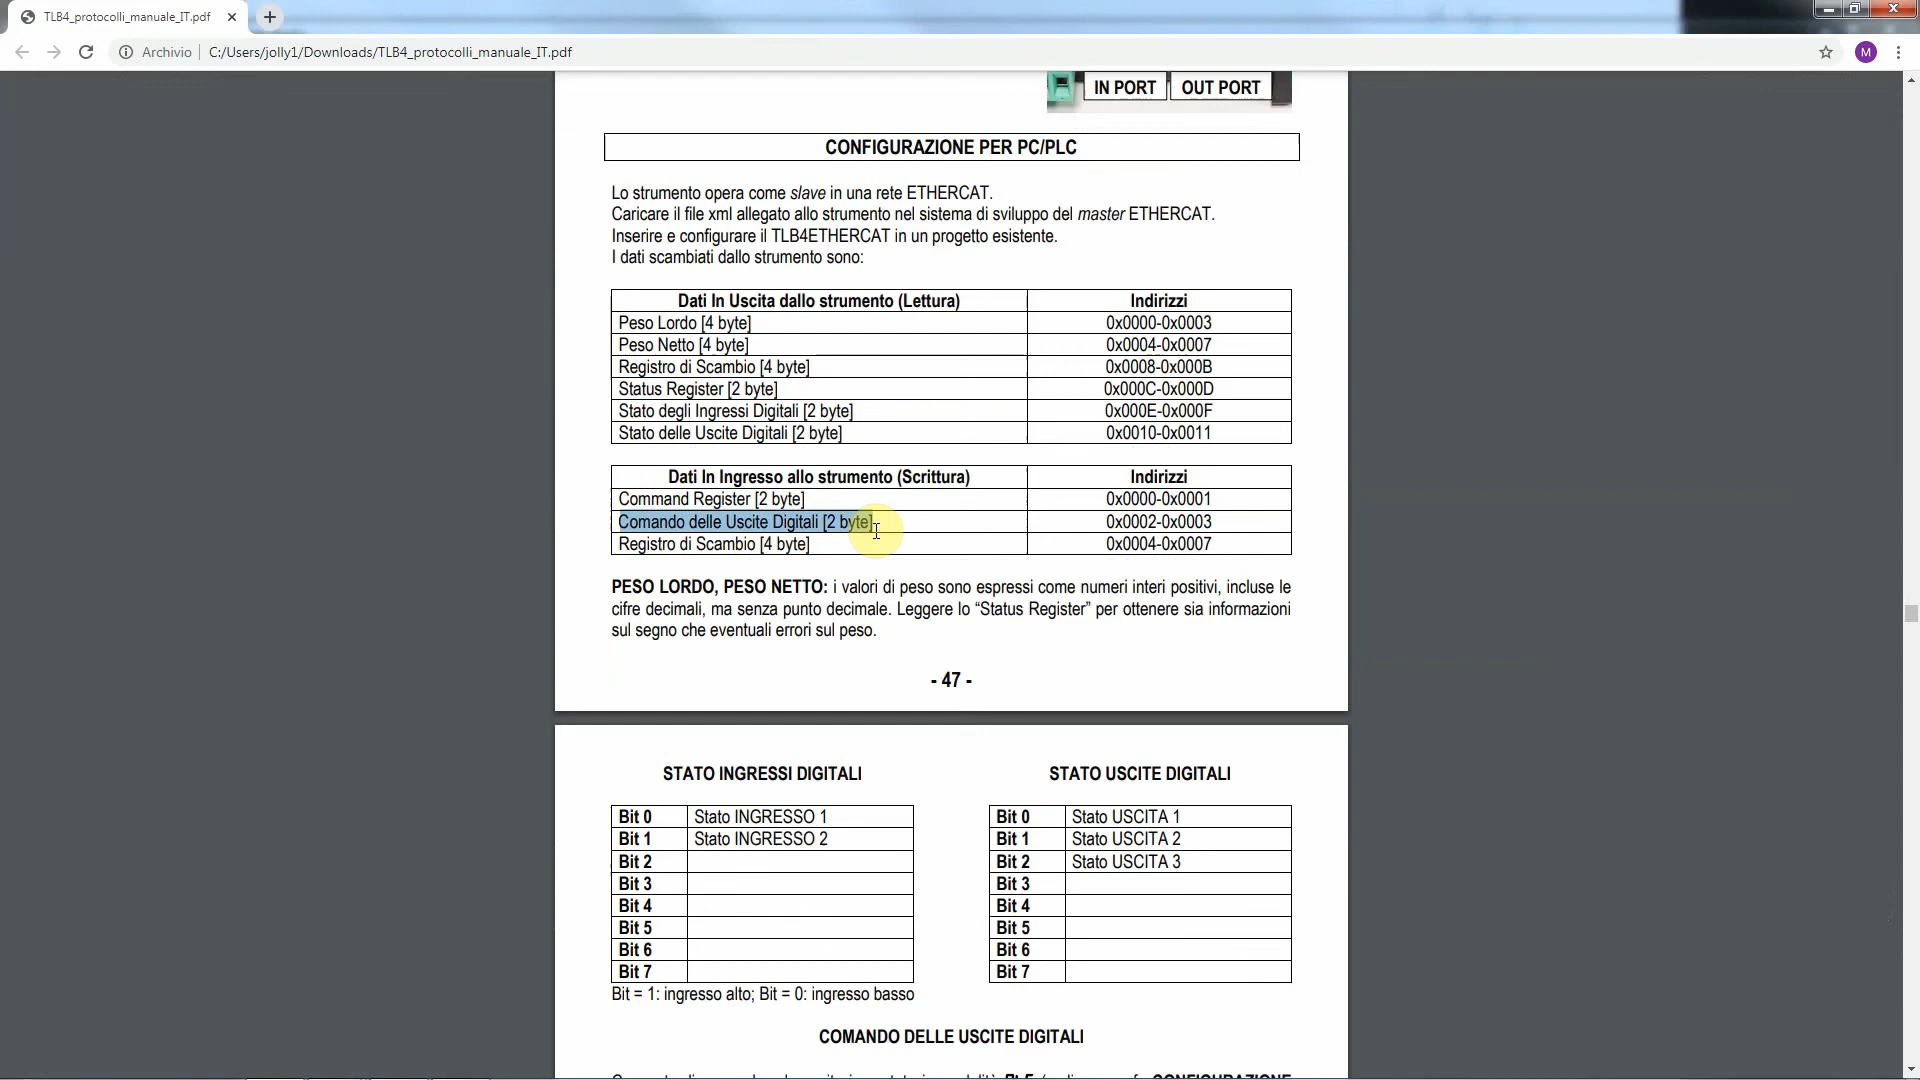 TLB4_protocolli_manuale_IT.pdf
Archivio C:/Users/jolly1/Downloads/TLB4_protocolli_manuale_IT.pdf M
IN PORT OUT PORT
CONFIGURAZIONE PER PC/PLC
Lo strumento opera come slave in una rete ETHERCAT.
Caricare il file xml allegato allo strumento nel sistema di sviluppo del master ETHERCAT.
Inserire e configurare il TLB4ETHERCAT in un progetto esistente.
I dati scambiati dallo strumento sono:
Dati In Uscita dallo strumento (Lettura) Indirizzi
Peso Lordo [4 byte] 0x0000-0x0003
Peso Netto [4 byte] 0x0004-0x0007
Registro di Scambio [4 byte] 0x0008-0x000B
Status Register [2 byte] 0x000C-0x000D
Stato degli Ingressi Digitali [2 byte] 0x000E-0x000F
Stato delle Uscite Digitali [2 byte] 0x0010-0x0011
Dati In Ingresso allo strumento (Scrittura) Indirizzi
Command Register [2 byte] 0x0000-0x0001
Comando delle Uscite Digitali [2 byte] 0x0002-0x0003
Registro di Scambio [4 byte] 0x0004-0x0007
PESO LORDO, PESO NETTO: i valori di peso sono espressi come numeri interi positivi, incluse le
cifre decimali, ma senza punto decimale. Leggere lo “Status Register” per ottenere sia informazioni
sul segno che eventuali errori sul peso.
- 47 -
STATO INGRESSI DIGITALI
Bit 0 Stato INGRESSO 1
Bit 1 Stato INGRESSO 2
Bit 2
Bit 3
Bit 4
Bit 5
Bit 6
Bit 7
Bit = 1: ingresso alto; Bit = 0: ingresso basso
STATO USCITE DIGITALI
Bit 0 Stato USCITA 1
Bit 1 Stato USCITA 2
Bit 2 Stato USCITA 3
Bit 3
Bit 4
Bit 5
Bit 6
Bit 7
COMANDO DELLE USCITE DIGITALI